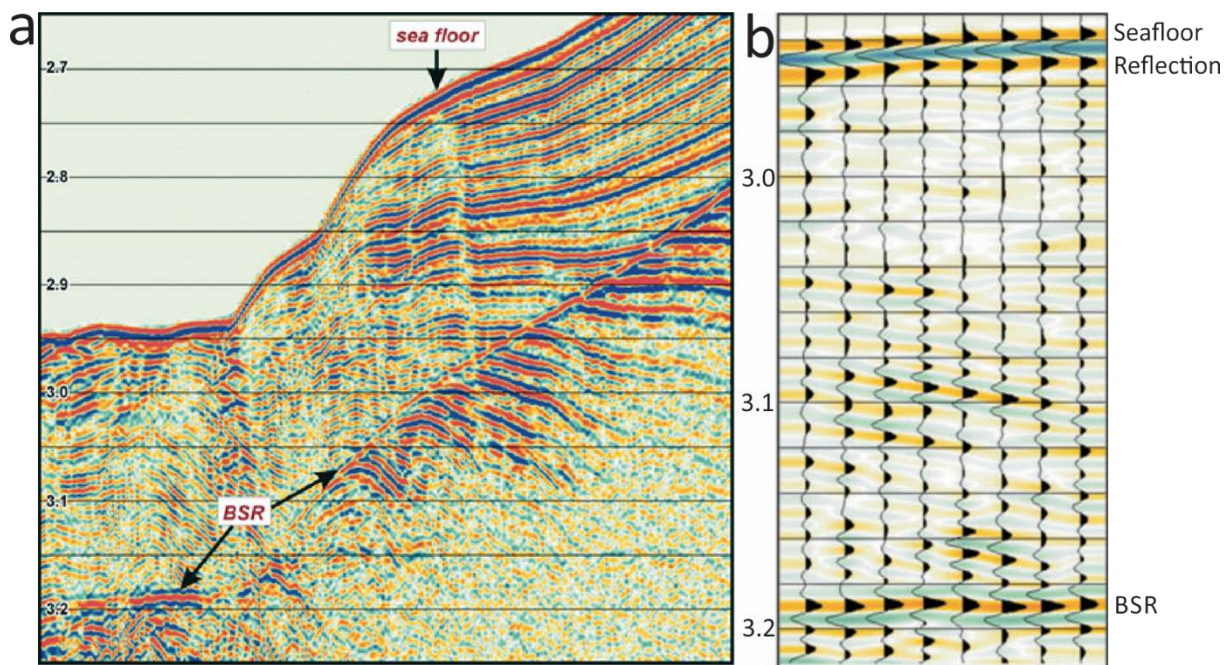 a
sea floor
2.7
2.8
2.9
3.0
3.1
3.2
BSR
b
Seafloor
Reflection
3.0
3.1
3.2
BSR